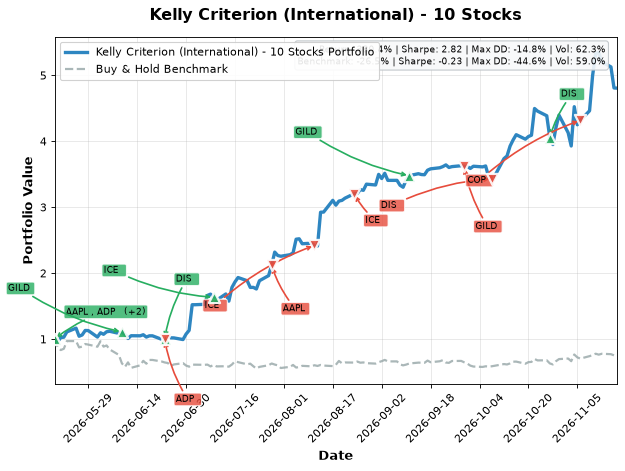 Kelly Criterion (International) - 10 Stocks
Kelly Criterion (International) - 10 Stocks Portfolio
Buy & Hold Benchmark
4% | Sharpe: 2.82 | Max DD: -14.8% | Vol: 62.3%
| Sharpe: -0.23 | Max DD: -44.6% | Vol: 59.0%
DIS
GILD
COP
DIS
ICE
GILD
ICE
DIS
GILD
ICE
AAPL, ADP (+2)
AAPL
ADP
Portfolio Value
5
4
3
2
1
2026-05-29
2026-06-14
2026-06-30
2026-07-16
2026-08-01
2026-08-17
2026-09-02
2026-09-18
2026-10-04
2026-10-20
2026-11-05
Date